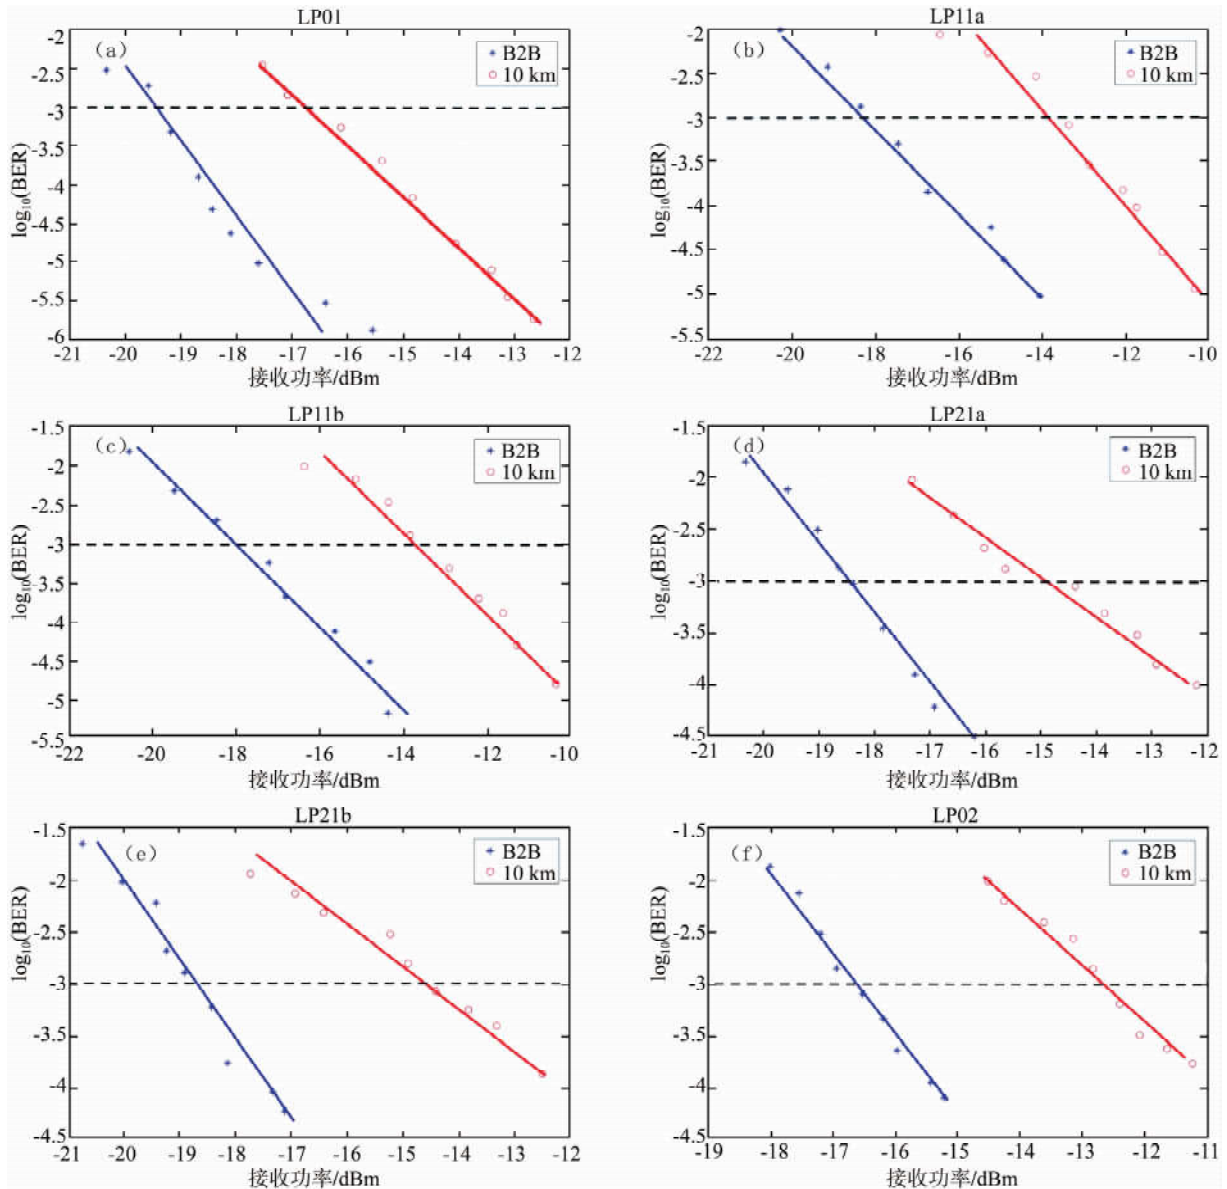 LP01
(a)
B2B
10 km
log10(BER)
-2
-2.5
-3
-3.5
-4
-4.5
-5
-5.5
-6
-21 -20 -19 -18 -17 -16 -15 -14 -13 -12
接收功率/dBm
LP11a
(b)
B2B
10 km
log10(BER)
-2
-2.5
-3
-3.5
-4
-4.5
-5
-5.5
-22 -20 -18 -16 -14 -12 -10
接收功率/dBm
LP11b
(c)
B2B
10 km
log10(BER)
-1.5
-2
-2.5
-3
-3.5
-4
-4.5
-5
-5.5
-22 -20 -18 -16 -14 -12 -10
接收功率/dBm
LP21a
(d)
B2B
10 km
log10(BER)
-1.5
-2
-2.5
-3
-3.5
-4
-4.5
-21 -20 -19 -18 -17 -16 -15 -14 -13 -12
接收功率/dBm
LP21b
(e)
B2B
10 km
log10(BER)
-1.5
-2
-2.5
-3
-3.5
-4
-4.5
-21 -20 -19 -18 -17 -16 -15 -14 -13 -12
接收功率/dBm
LP02
(f)
B2B
10 km
log10(BER)
-1.5
-2
-2.5
-3
-3.5
-4
-4.5
-19 -18 -17 -16 -15 -14 -13 -12 -11
接收功率/dBm